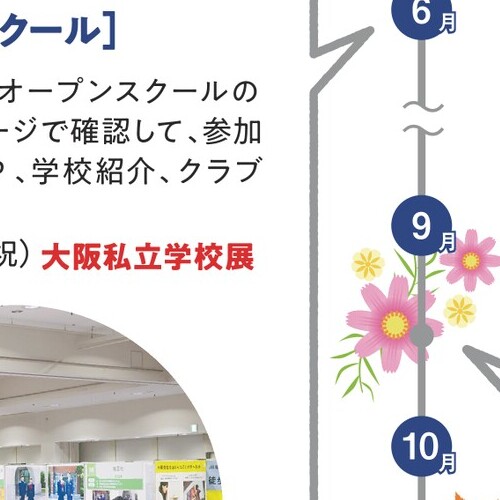 クール]
オープンスクールの
ージで確認して、参加
、学校紹介、クラブ
祝）大阪私立学校展
6月
9月
10月